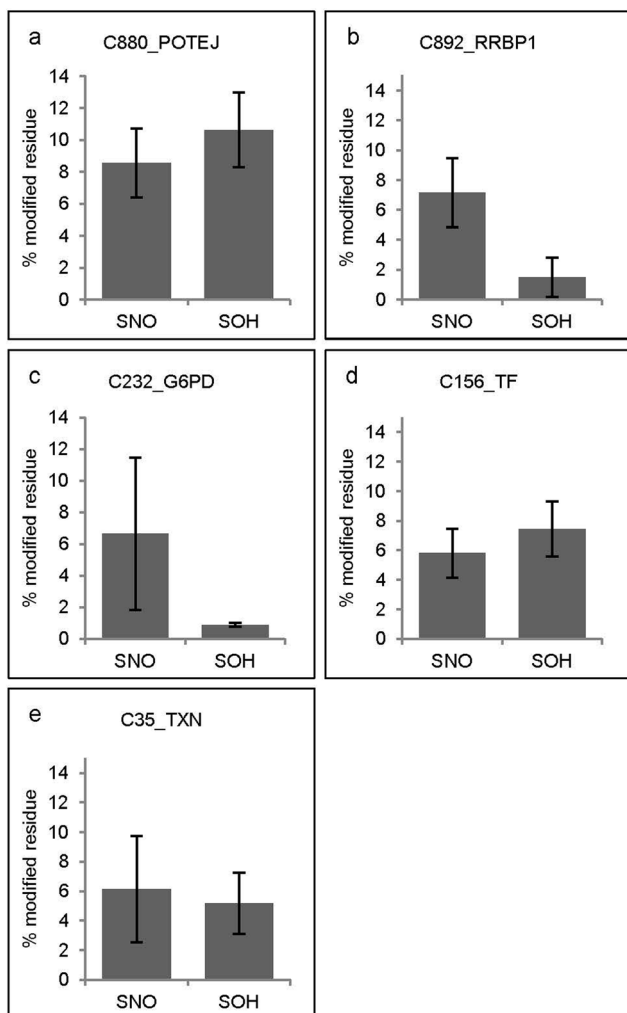 a
C880_POTEJ
% modified residue
14
12
10
8
6
4
2
0
SNO SOH
b
C892_RRBP1
% modified residue
14
12
10
8
6
4
2
0
SNO SOH
c
C232_G6PD
% modified residue
14
12
10
8
6
4
2
0
SNO SOH
d
C156_TF
% modified residue
14
12
10
8
6
4
2
0
SNO SOH
e
C35_TXN
% modified residue
14
12
10
8
6
4
2
0
SNO SOH